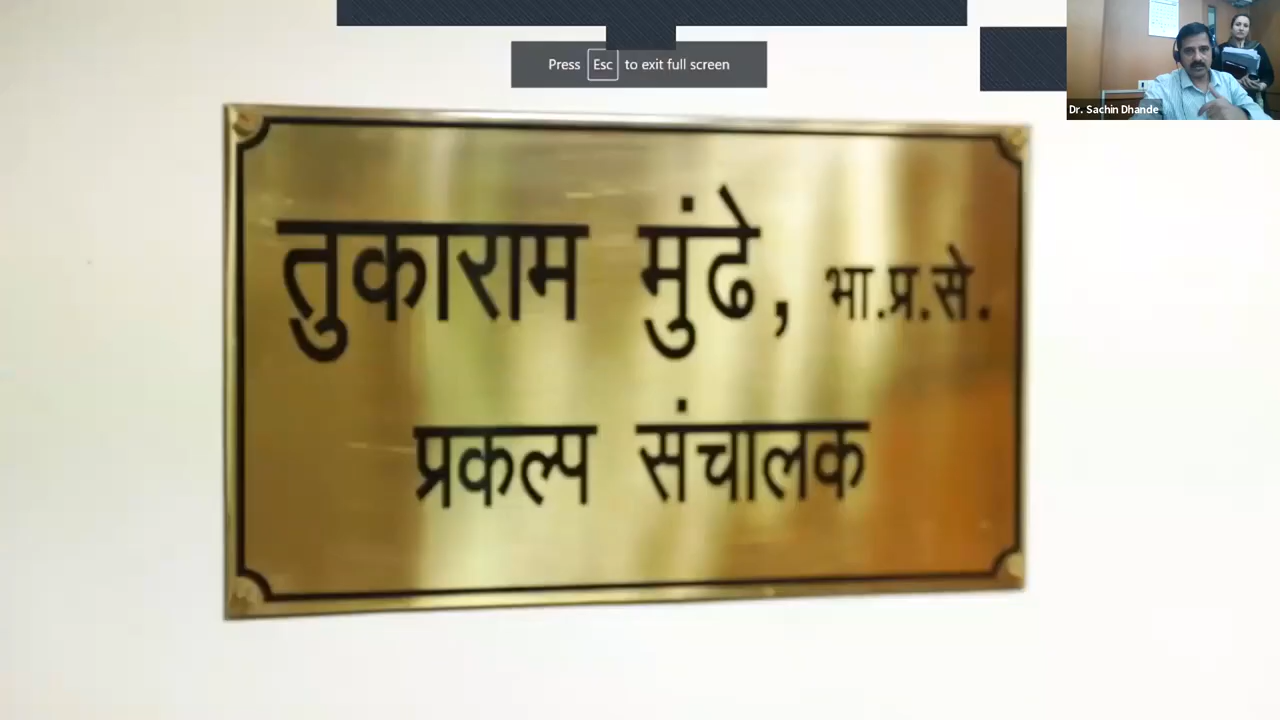 Press Esc to exit full screen
Dr. Sachin Dhande
तुकाराम मुंढे, भा.प्र.से.
प्रकल्प संचालक